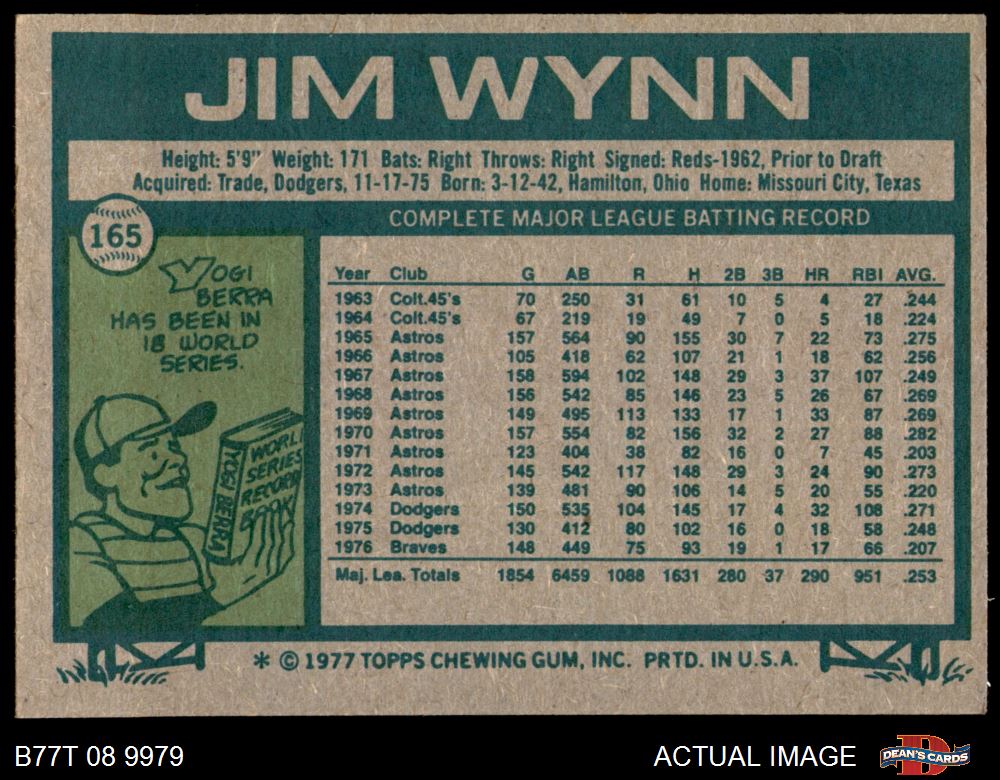 JIM WYNN
Height: 5'9" Weight: 171 Bats: Right Throws: Right Signed: Reds-1962, Prior to Draft
Acquired: Trade, Dodgers, 11-17-75 Born: 3-12-42, Hamilton, Ohio Home: Missouri City, Texas
165
COMPLETE MAJOR LEAGUE BATTING RECORD
YOGI
BERRA
HAS BEEN IN
18 WORLD
SERIES.
WORLD
SERIES
RECORD
BOOK
YOGI BERRA
Year Club G AB R H 2B 3B HR RBI AVG.
1963 Colt.45's 70 250 31 61 10 5 4 27 .244
1964 Colt.45's 67 219 19 49 7 0 5 18 .224
1965 Astros 157 564 90 155 30 7 22 73 .275
1966 Astros 105 418 62 107 21 1 18 62 .256
1967 Astros 158 594 102 148 29 3 37 107 .249
1968 Astros 156 542 85 146 23 5 26 67 .269
1969 Astros 149 495 113 133 17 1 33 87 .269
1970 Astros 157 554 82 156 32 2 27 88 .282
1971 Astros 123 404 38 82 16 0 7 45 .203
1972 Astros 145 542 117 148 29 3 24 90 .273
1973 Astros 139 481 90 106 14 5 20 55 .220
1974 Dodgers 150 535 104 145 17 4 32 108 .271
1975 Dodgers 130 412 80 102 16 0 18 58 .248
1976 Braves 148 449 75 93 19 1 17 66 .207
Maj. Lea. Totals 1854 6459 1088 1631 280 37 290 951 .253
* © 1977 TOPPS CHEWING GUM, INC. PRTD. IN U.S.A.
B77T 08 9979
ACTUAL IMAGE
DEAN'S CARDS